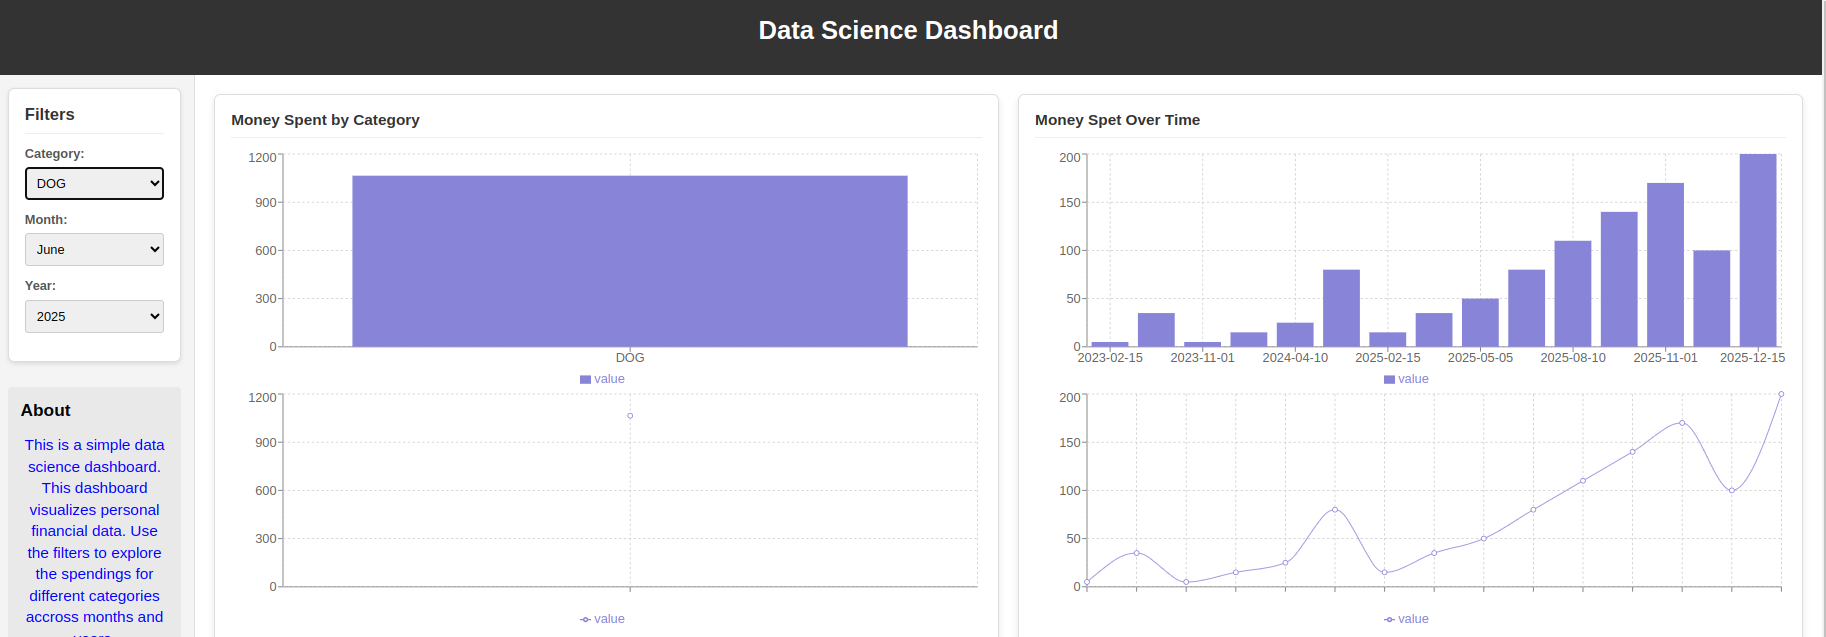 Data Science Dashboard
Filters
Category:
DOG
Month:
June
Year:
2025
About
This is a simple data
science dashboard.
This dashboard
visualizes personal
financial data. Use
the filters to explore
the spendings for
different categories
accross months and
Money Spent by Category
1200
900
600
300
0
DOG
value
1200
900
600
300
0
value
Money Spet Over Time
200
150
100
50
0
2023-02-15 2023-11-01 2024-04-10 2025-02-15 2025-05-05 2025-08-10 2025-11-01 2025-12-15
value
200
150
100
50
0
value